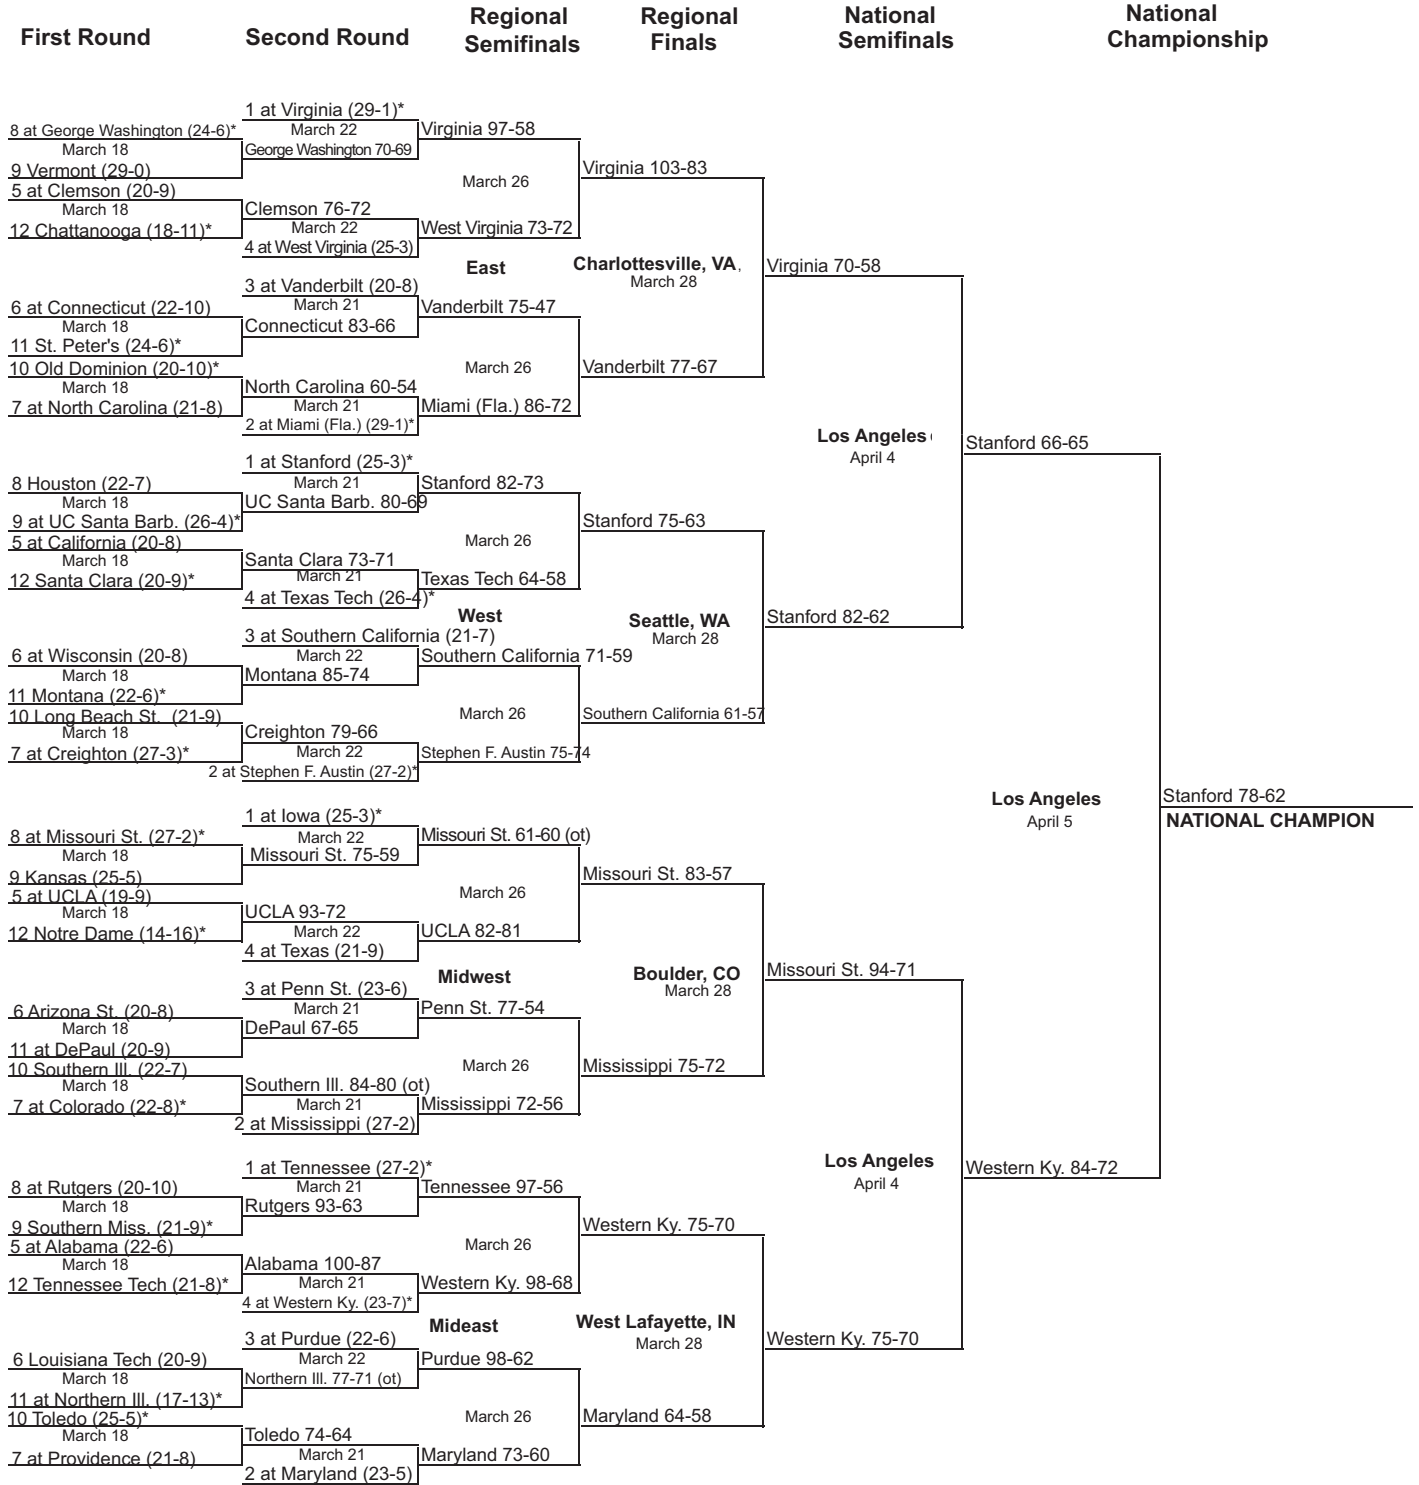 First Round
Second Round
Regional
Semifinals
Regional
Finals
National
Semifinals
National
Championship
1 at Virginia (29-1)*
8 at George Washington (24-6)*
March 22
Virginia 97-58
March 18
George Washington 70-69
9 Vermont (29-0)
Virginia 103-83
5 at Clemson (20-9)
March 26
March 18
Clemson 76-72
12 Chattanooga (18-11)*
March 22
West Virginia 73-72
4 at West Virginia (25-3)
East
Charlottesville, VA,
March 28
Virginia 70-58
3 at Vanderbilt (20-8)
6 at Connecticut (22-10)
March 21
Vanderbilt 75-47
March 18
Connecticut 83-66
11 St. Peter's (24-6)*
10 Old Dominion (20-10)*
March 26
Vanderbilt 77-67
March 18
North Carolina 60-54
7 at North Carolina (21-8)
March 21
Miami (Fla.) 86-72
2 at Miami (Fla.) (29-1)*
Los Angeles
April 4
Stanford 66-65
1 at Stanford (25-3)*
8 Houston (22-7)
March 21
Stanford 82-73
March 18
UC Santa Barb. 80-69
9 at UC Santa Barb. (26-4)*
Stanford 75-63
5 at California (20-8)
March 26
March 18
Santa Clara 73-71
12 Santa Clara (20-9)*
March 21
Texas Tech 64-58
4 at Texas Tech (26-4)*
West
Seattle, WA
March 28
Stanford 82-62
3 at Southern California (21-7)
6 at Wisconsin (20-8)
March 22
Southern California 71-59
March 18
Montana 85-74
11 Montana (22-6)*
10 Long Beach St. (21-9)
March 26
Southern California 61-57
March 18
Creighton 79-66
7 at Creighton (27-3)*
March 22
Stephen F. Austin 75-74
2 at Stephen F. Austin (27-2)*
Los Angeles
April 5
Stanford 78-62
NATIONAL CHAMPION
1 at Iowa (25-3)*
8 at Missouri St. (27-2)*
March 22
Missouri St. 61-60 (ot)
March 18
Missouri St. 75-59
9 Kansas (25-5)
Missouri St. 83-57
5 at UCLA (19-9)
March 26
March 18
UCLA 93-72
12 Notre Dame (14-16)*
March 22
UCLA 82-81
4 at Texas (21-9)
Midwest
Boulder, CO
March 28
Missouri St. 94-71
3 at Penn St. (23-6)
6 Arizona St. (20-8)
March 21
Penn St. 77-54
March 18
DePaul 67-65
11 at DePaul (20-9)
10 Southern Ill. (22-7)
March 26
Mississippi 75-72
March 18
Southern Ill. 84-80 (ot)
7 at Colorado (22-8)*
March 21
Mississippi 72-56
2 at Mississippi (27-2)
Los Angeles
April 4
Western Ky. 84-72
1 at Tennessee (27-2)*
8 at Rutgers (20-10)
March 21
Tennessee 97-56
March 18
Rutgers 93-63
9 Southern Miss. (21-9)*
Western Ky. 75-70
5 at Alabama (22-6)
March 26
March 18
Alabama 100-87
12 Tennessee Tech (21-8)*
March 21
Western Ky. 98-68
4 at Western Ky. (23-7)*
Mideast
West Lafayette, IN
March 28
Western Ky. 75-70
3 at Purdue (22-6)
6 Louisiana Tech (20-9)
March 22
Purdue 98-62
March 18
Northern Ill. 77-71 (ot)
11 at Northern Ill. (17-13)*
10 Toledo (25-5)*
March 26
Maryland 64-58
March 18
Toledo 74-64
7 at Providence (21-8)
March 21
Maryland 73-60
2 at Maryland (23-5)